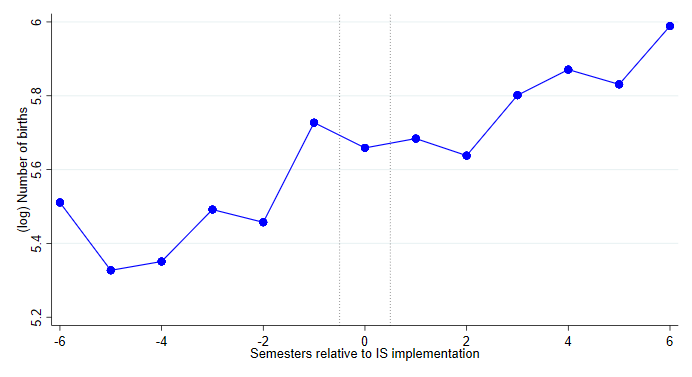 (log) Number of births
6
5.8
5.6
5.4
5.2
-6 -4 -2 0 2 4 6
Semesters relative to IS implementation